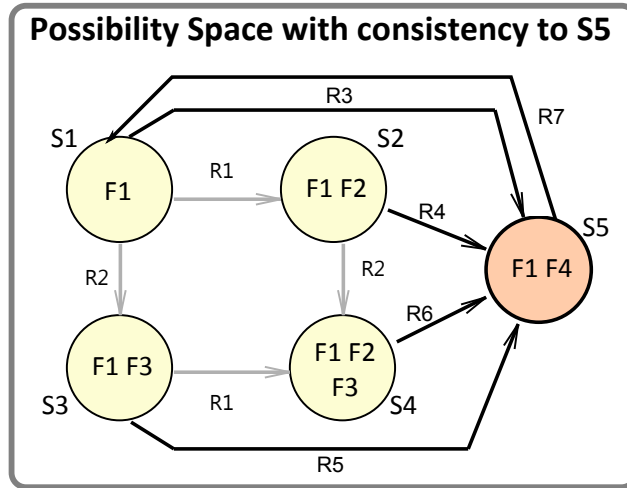 Possibility Space with consistency to S5
R3
R7
S1
S2
R1
F1
F1 F2
R4
S5
F1 F4
R2
R2
R6
F1 F3
F1 F2
F3
S3
R1
S4
R5